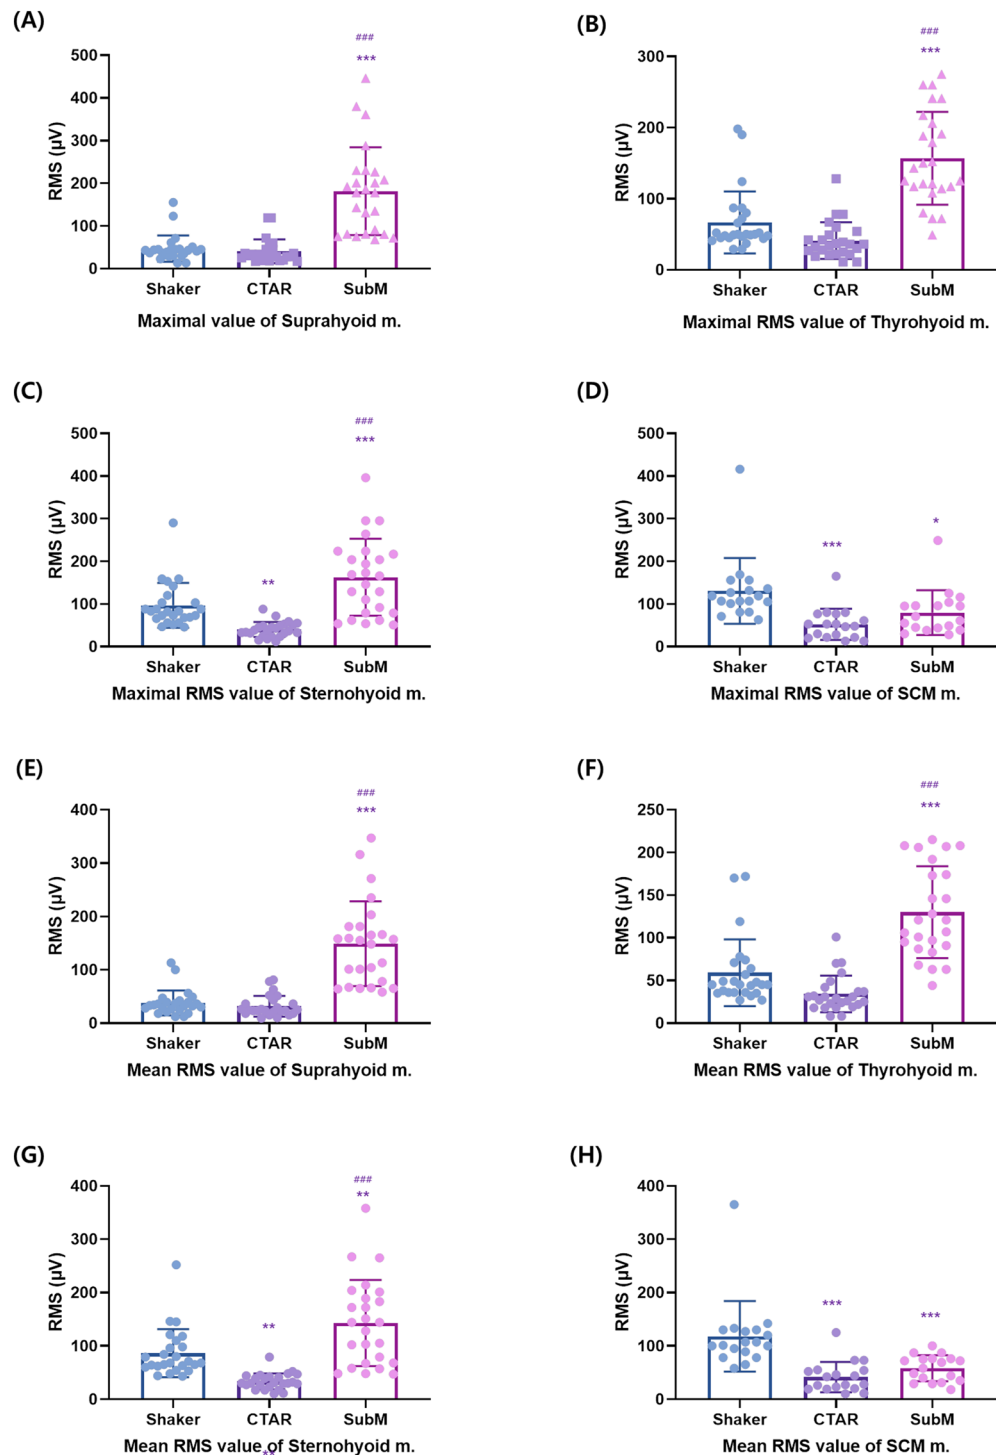 (A)
###
***
500
400
300
200
100
0
RMS (µV)
Shaker CTAR SubM
Maximal value of Suprahyoid m.
(B)
###
***
300
200
100
0
RMS (µV)
Shaker CTAR SubM
Maximal RMS value of Thyrohyoid m.
(C)
###
***
**
500
400
300
200
100
0
RMS (µV)
Shaker CTAR SubM
Maximal RMS value of Sternohyoid m.
(D)
*
***
500
400
300
200
100
0
RMS (µV)
Shaker CTAR SubM
Maximal RMS value of SCM m.
(E)
###
***
400
300
200
100
0
RMS (µV)
Shaker CTAR SubM
Mean RMS value of Suprahyoid m.
(F)
###
***
250
200
150
100
50
0
RMS (µV)
Shaker CTAR SubM
Mean RMS value of Thyrohyoid m.
(G)
###
**
**
400
300
200
100
0
RMS (µV)
Shaker CTAR SubM
Mean RMS value of Sternohyoid m.
**
(H)
***
***
400
300
200
100
0
RMS (µV)
Shaker CTAR SubM
Mean RMS value of SCM m.